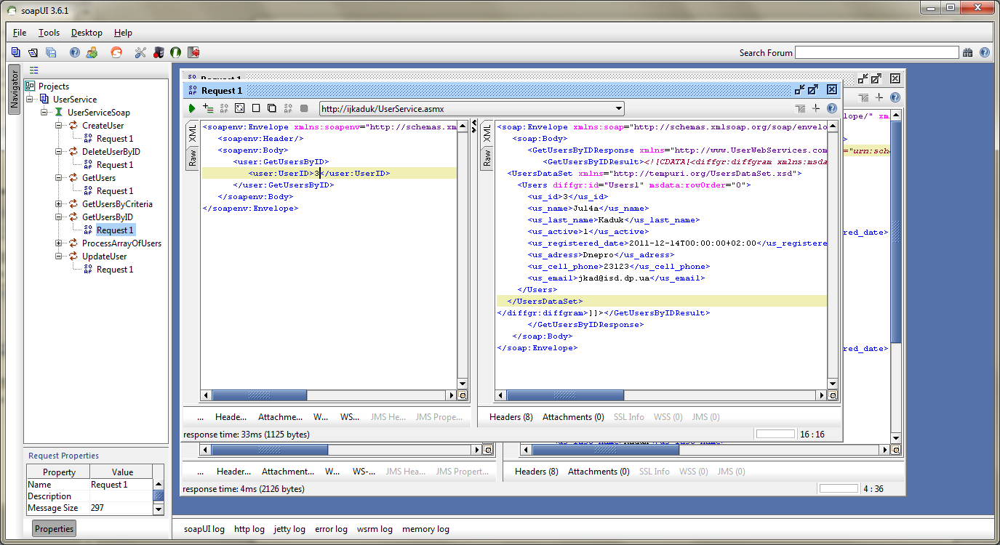 soapUI 3.6.1
File Tools Desktop Help
Search Forum
Navigator
Projects
UserService
UserServiceSoap
CreateUser
Request 1
DeleteUserByID
Request 1
GetUsers
Request 1
GetUsersByCriteria
GetUsersByID
Request 1
ProcessArrayOfUsers
UpdateUser
Request 1
Request Properties
Property Value
Name Request 1
Description
Message Size 297
Properties
Request 1
Request 1
http://ijkaduk/UserService.asmx
XML
Raw
<soapenv:Envelope xmlns:soapenv="http://schemas.xm
<soapenv:Header/>
<soapenv:Body>
<user:GetUsersByID>
<user:UserID>3</user:UserID>
</user:GetUsersByID>
</soapenv:Body>
</soapenv:Envelope>
XML
Raw
<soap:Envelope xmlns:soap="http://schemas.xmlsoap.org/soap/envelo
<soap:Body>
<GetUsersByIDResponse xmlns="http://www.UserWebServices.com
<GetUsersByIDResult><![CDATA[<diffgr:diffgram xmlns:msda
<UsersDataSet xmlns="http://tempuri.org/UsersDataSet.xsd">
<Users diffgr:id="Users1" msdata:rowOrder="0">
<us_id>3</us_id>
<us_name>Jul4a</us_name>
<us_last_name>Kaduk</us_last_name>
<us_active>1</us_active>
<us_registered_date>2011-12-14T00:00:00+02:00</us_registere
<us_adress>Dnepro</us_adress>
<us_cell_phone>23123</us_cell_phone>
<us_email>jkad@isd.dp.ua</us_email>
</Users>
</UsersDataSet>
</diffgr:diffgram>]]></GetUsersByIDResult>
</GetUsersByIDResponse>
</soap:Body>
</soap:Envelope>
lope/" xm
="urn:sch
red_date>
red_date>
... Heade... Attachme... W... WS... JMS He... JMS Prope...
Headers (8) Attachments (0) SSL Info WSS (0) JMS (0)
response time: 33ms (1125 bytes)
16 : 16
... Header... Attachment... W... WS-... JMS Hea... JMS Propert...
Headers (8) Attachments (0) SSL Info WSS (0) JMS (0)
response time: 4ms (2126 bytes)
4 : 36
soapUI log http log jetty log error log wsrm log memory log